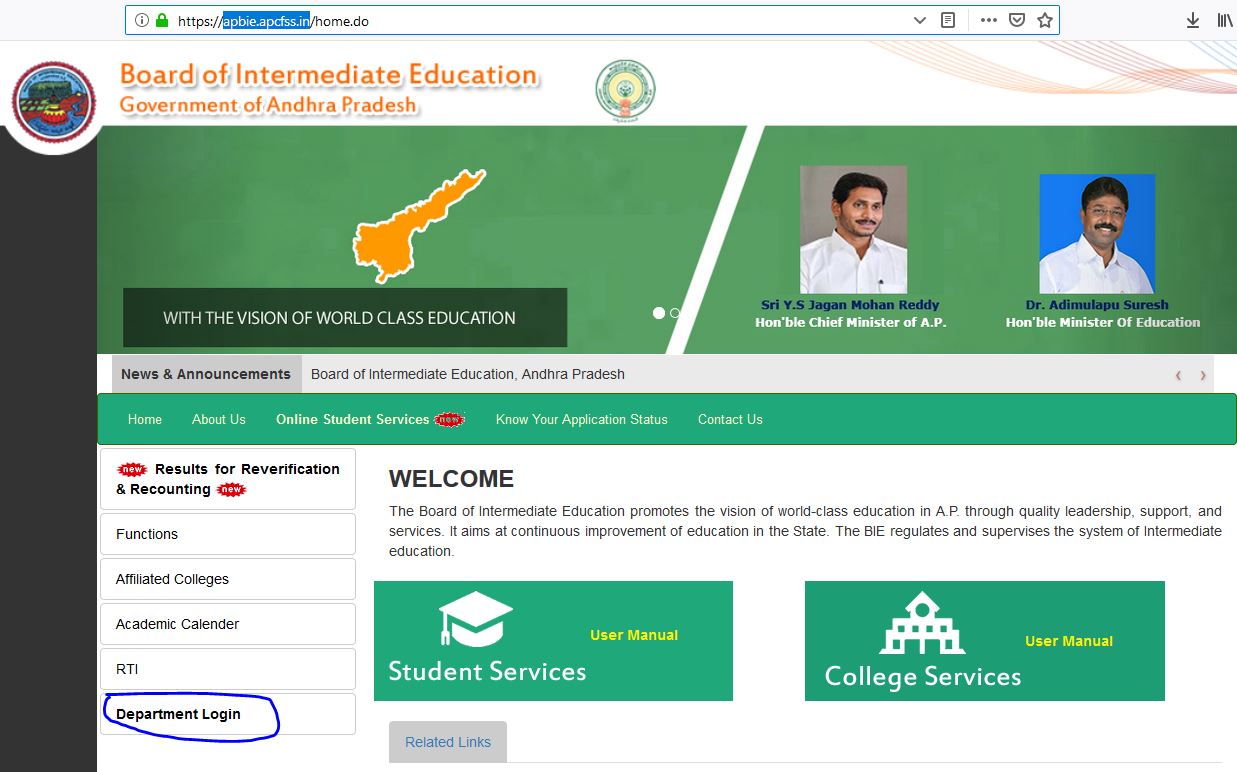 https://apbie.apcfss.in/home.do
Board of Intermediate Education
Government of Andhra Pradesh
WITH THE VISION OF WORLD CLASS EDUCATION
Sri Y.S Jagan Mohan Reddy
Hon'ble Chief Minister of A.P.
Dr. Adimulapu Suresh
Hon'ble Minister Of Education
News & Announcements
Board of Intermediate Education, Andhra Pradesh
Home About Us Online Student Services new Know Your Application Status Contact Us
new Results for Reverification
& Recounting new
Functions
Affiliated Colleges
Academic Calender
RTI
Department Login
WELCOME
The Board of Intermediate Education promotes the vision of world-class education in A.P. through quality leadership, support, and
services. It aims at continuous improvement of education in the State. The BIE regulates and supervises the system of Intermediate
education.
Student Services
User Manual
College Services
User Manual
Related Links